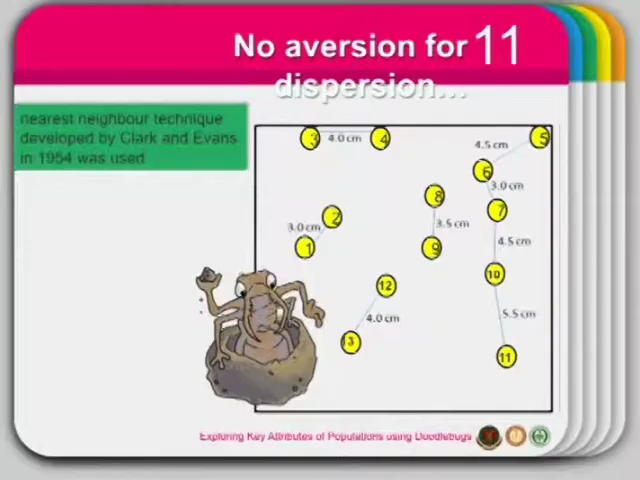 No aversion for 11
dispersion...
nearest neighbour technique
developed by Clark and Evans
in 1954 was used
3 4.0 cm 4
4.5 cm 5
6
3.0 cm
8 7
2
3.0 cm 3.5 cm
1 9 4.5 cm
10
12
4.0 cm 5.5 cm
13
11
Exploring Key Attributes of Populations using Doodlebugs